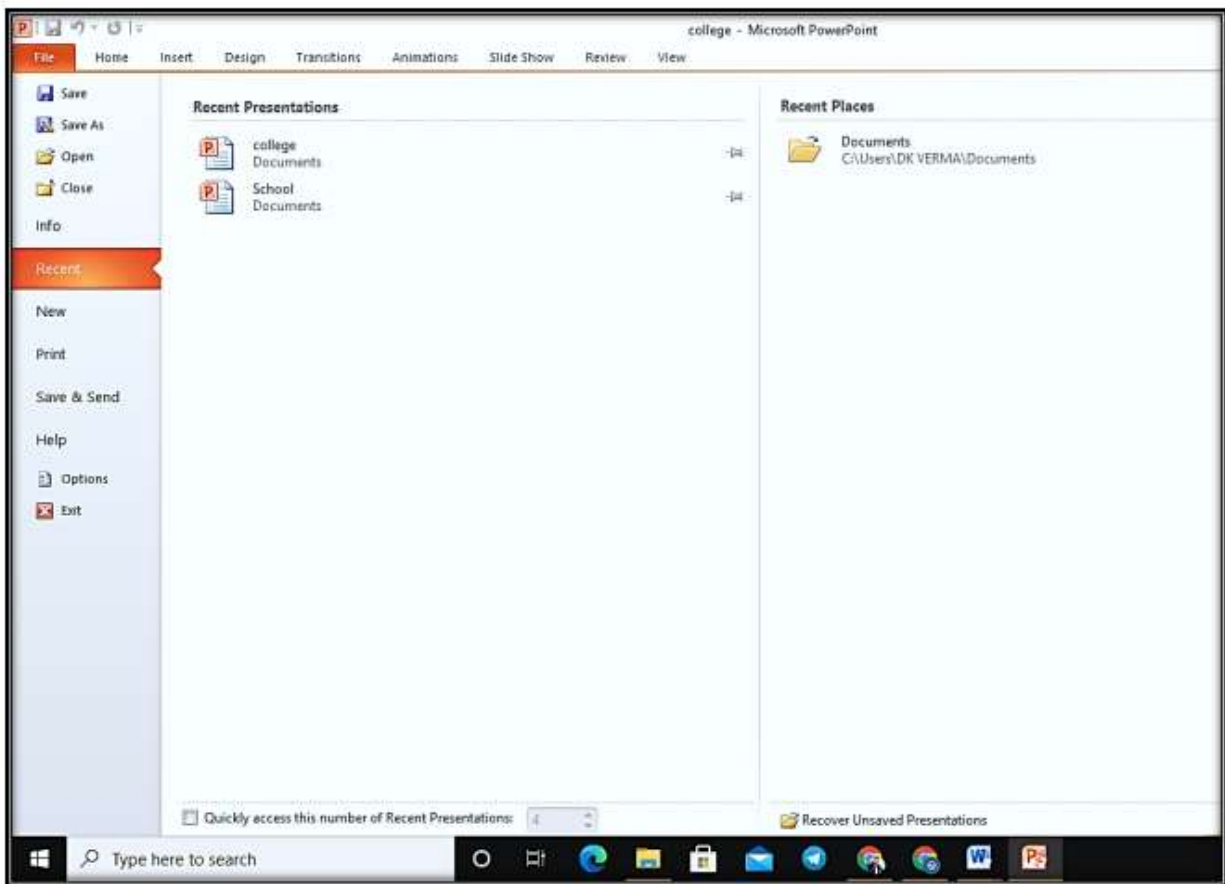 college - Microsoft PowerPoint
File Home Insert Design Transitions Animations Slide Show Review View
Save
Save As
Open
Close
Info
Recent
New
Print
Save & Send
Help
Options
Exit
Recent Presentations
college
Documents
School
Documents
Recent Places
Documents
C:\Users\DK VERMA\Documents
Quickly access this number of Recent Presentations: 4
Recover Unsaved Presentations
Type here to search